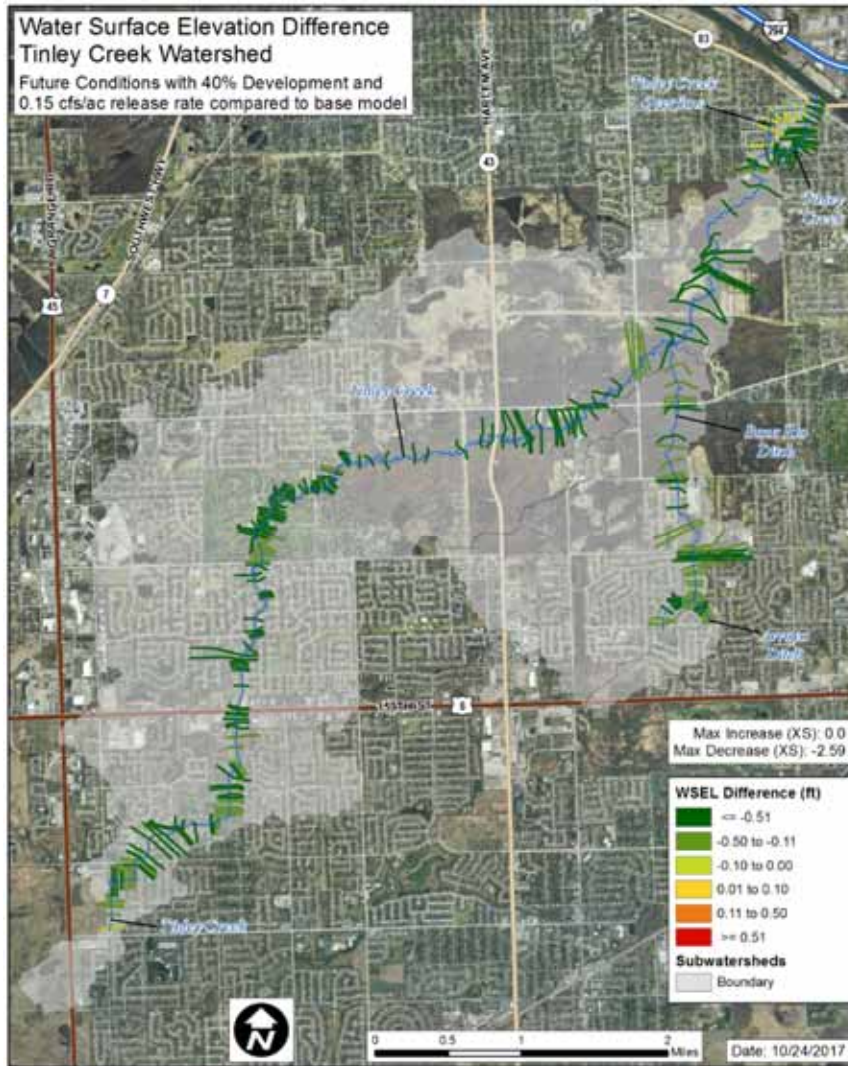 Water Surface Elevation Difference
Tinley Creek Watershed
Future Conditions with 40% Development and
0.15 cfs/ac release rate compared to base model
294
83
HARLEM AVE
43
Tinley Creek
Tinley
Creek
LAGRANGE RD
SOUTHWEST HWY
7
45
Tinley Creek
Ditch
159TH ST
6
Ditch
Max Increase (XS): 0.0
Max Decrease (XS): -2.59
WSEL Difference (ft)
<= -0.51
-0.50 to -0.11
-0.10 to 0.00
0.01 to 0.10
0.11 to 0.50
>= 0.51
Subwatersheds
Boundary
Tinley Creek
N
0 0.5 1 2
Miles
Date: 10/24/2017